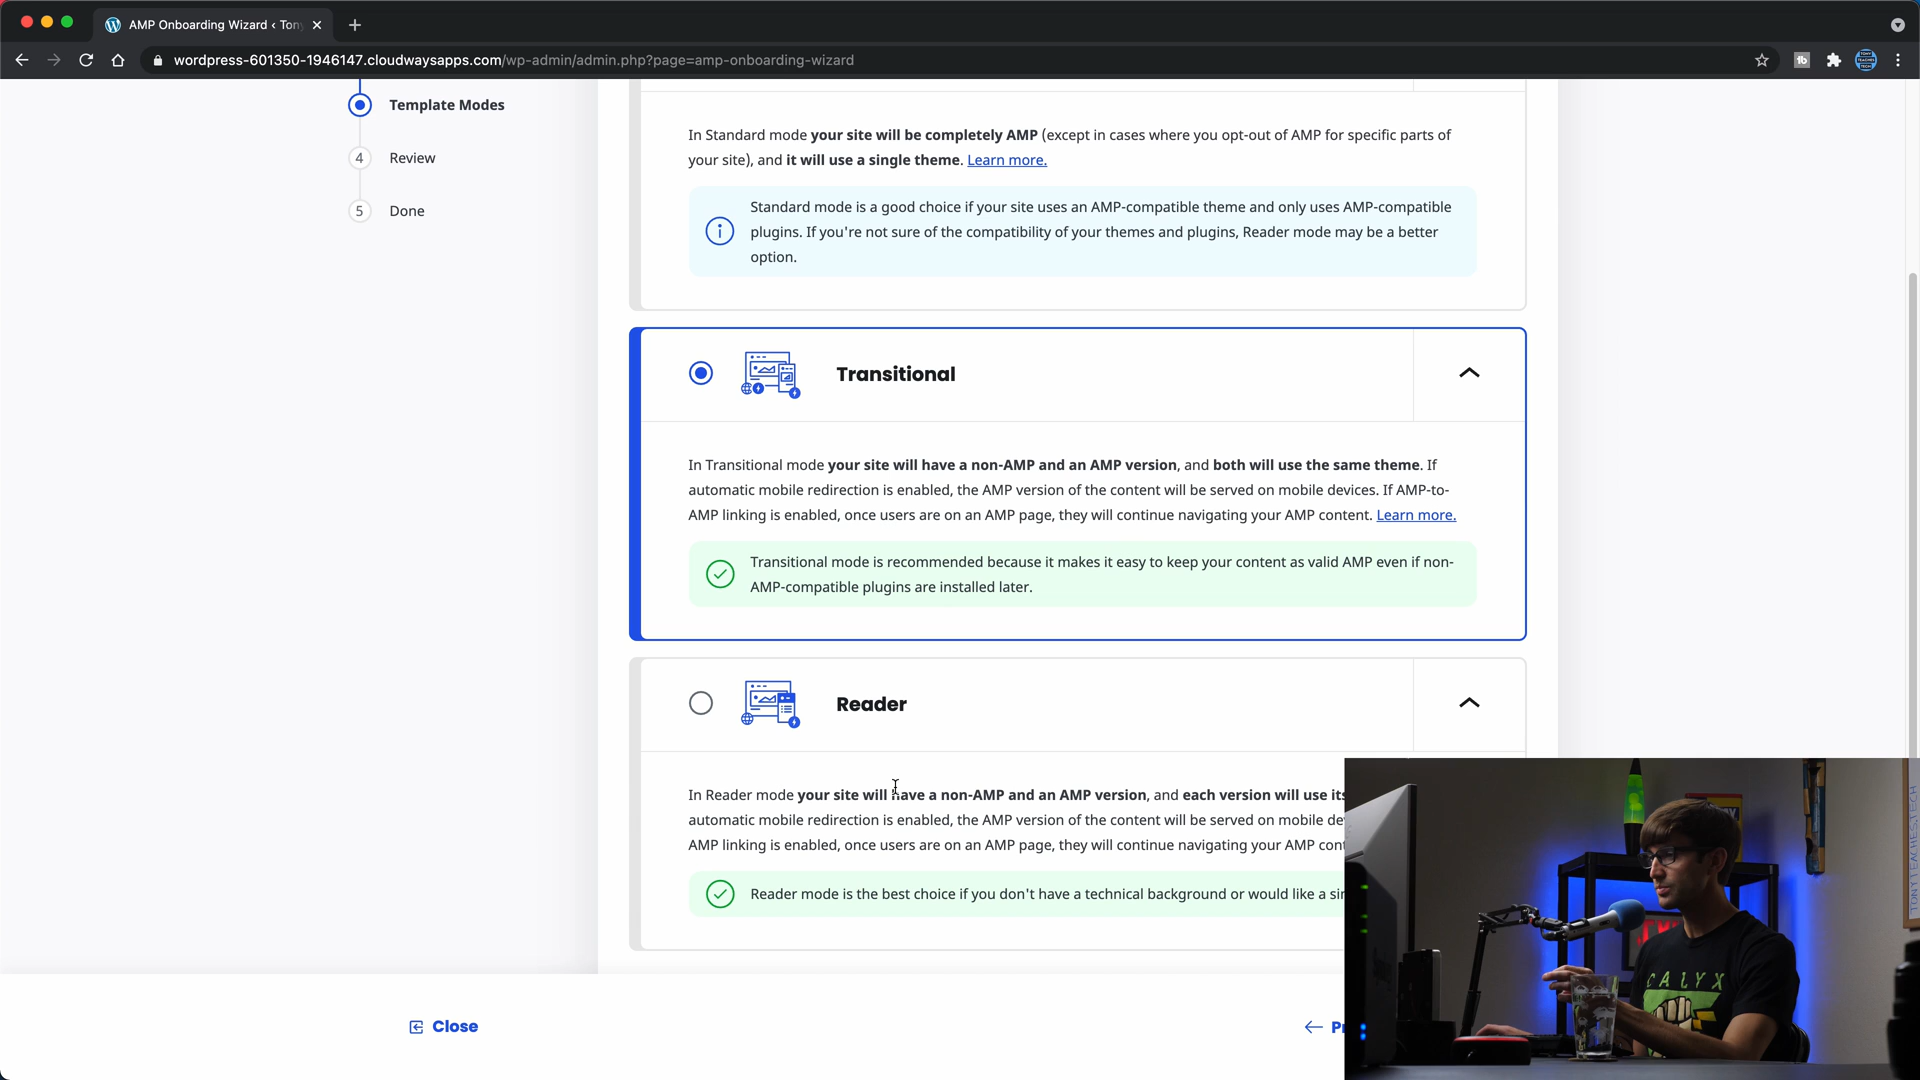 AMP Onboarding Wizard ‹ Ton
wordpress-601350-1946147.cloudwaysapps.com/wp-admin/admin.php?page=amp-onboarding-wizard
Template Modes
4 Review
5 Done
In Standard mode your site will be completely AMP (except in cases where you opt-out of AMP for specific parts of
your site), and it will use a single theme. Learn more.
Standard mode is a good choice if your site uses an AMP-compatible theme and only uses AMP-compatible
plugins. If you're not sure of the compatibility of your themes and plugins, Reader mode may be a better
option.
Transitional
In Transitional mode your site will have a non-AMP and an AMP version, and both will use the same theme. If
automatic mobile redirection is enabled, the AMP version of the content will be served on mobile devices. If AMP-to-
AMP linking is enabled, once users are on an AMP page, they will continue navigating your AMP content. Learn more.
Transitional mode is recommended because it makes it easy to keep your content as valid AMP even if non-
AMP-compatible plugins are installed later.
Reader
In Reader mode your site will have a non-AMP and an AMP version, and each version will use its
automatic mobile redirection is enabled, the AMP version of the content will be served on mobile de
AMP linking is enabled, once users are on an AMP page, they will continue navigating your AMP con
Reader mode is the best choice if you don't have a technical background or would like a si
Close
CALYX
TONYTEACHES.TECH